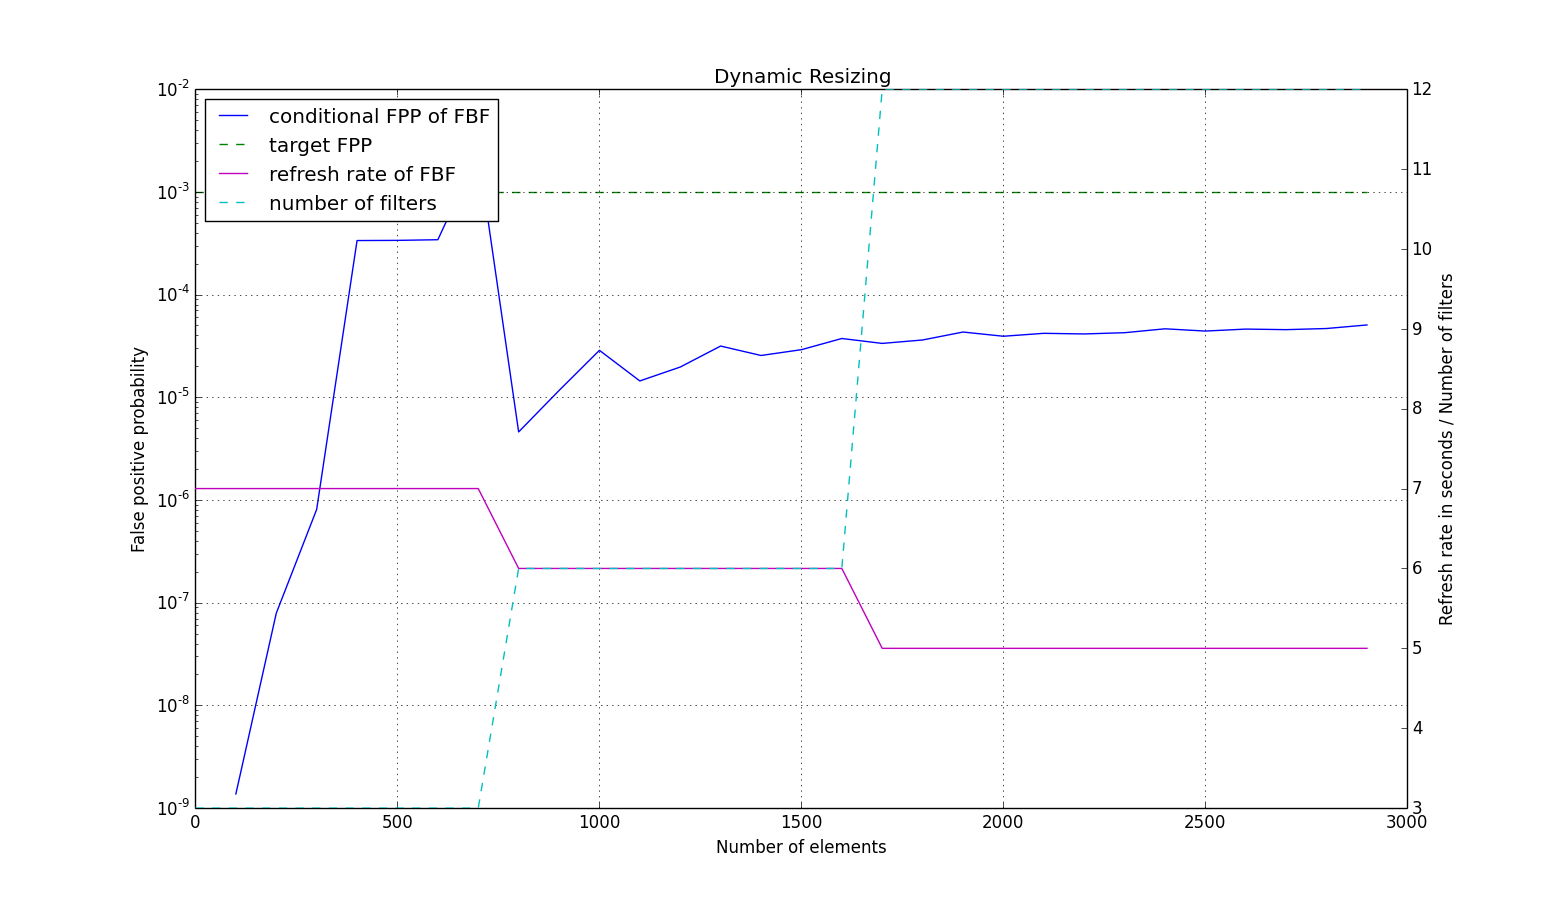 Dynamic Resizing
conditional FPP of FBF
target FPP
refresh rate of FBF
number of filters
False positive probability
10^-2
10^-3
10^-4
10^-5
10^-6
10^-7
10^-8
10^-9
0 500 1000 1500 2000 2500 3000
Number of elements
12
11
10
9
8
7
6
5
4
3
Refresh rate in seconds / Number of filters